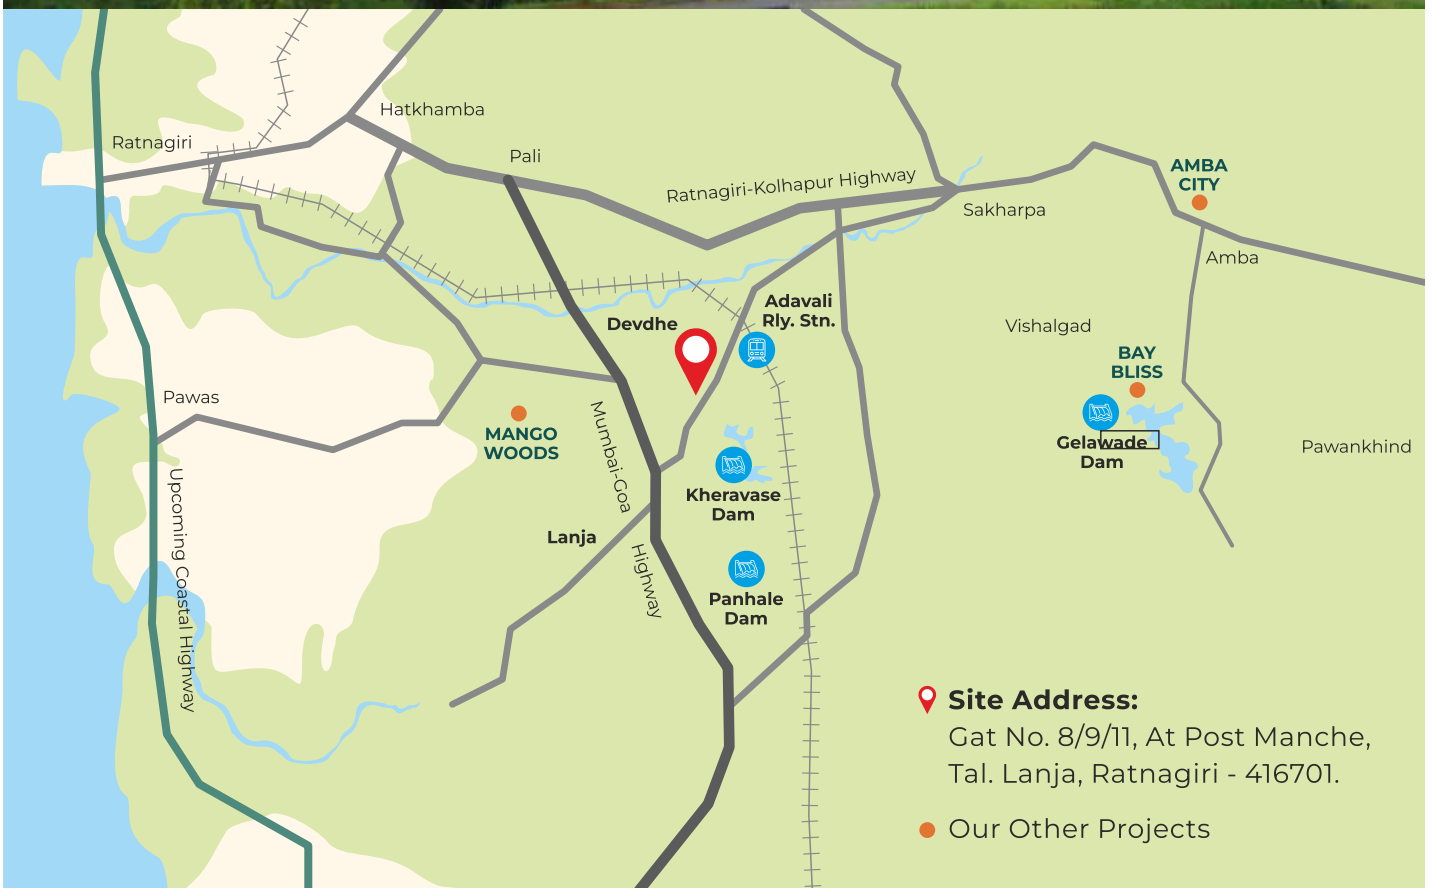 Hatkhamba
Ratnagiri
Pali
AMBA
CITY
Ratnagiri-Kolhapur Highway
Sakharpa
Amba
Adavali
Rly. Stn.
Devdhe
Vishalgad
BAY
BLISS
Pawas
MANGO
WOODS
Mumbai-Goa
Highway
Gelawade
Dam
Pawankhind
Kheravase
Dam
Upcoming Coastal Highway
Lanja
Panhale
Dam
Site Address:
Gat No. 8/9/11, At Post Manche,
Tal. Lanja, Ratnagiri - 416701.
Our Other Projects